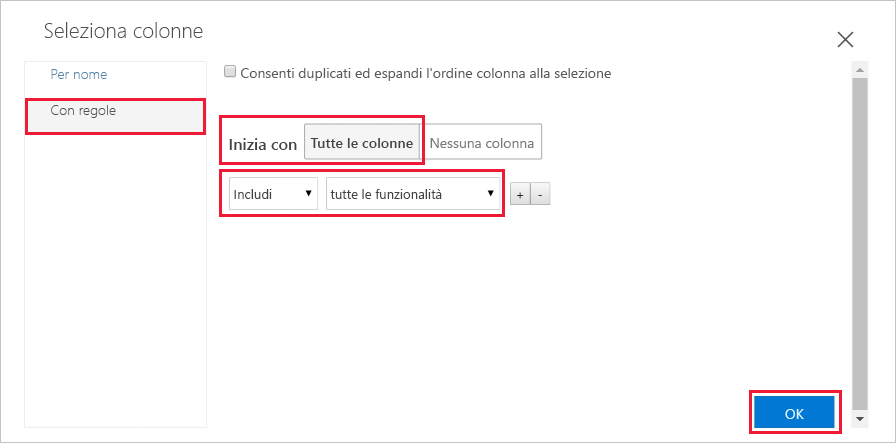 Seleziona colonne
Per nome
Con regole
Consenti duplicati ed espandi l'ordine colonna alla selezione
Inizia con Tutte le colonne Nessuna colonna
Includi tutte le funzionalità + -
OK